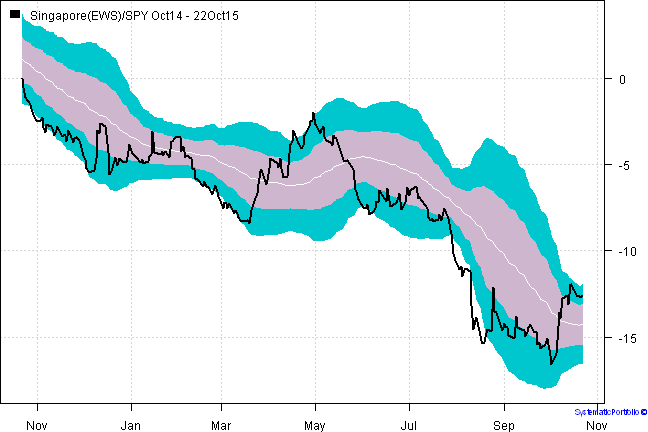 Singapore(EWS)/SPY Oct14 - 22Oct15
0
-5
-10
-15
SystematicPortfolio ©
Nov Jan Mar May Jul Sep Nov